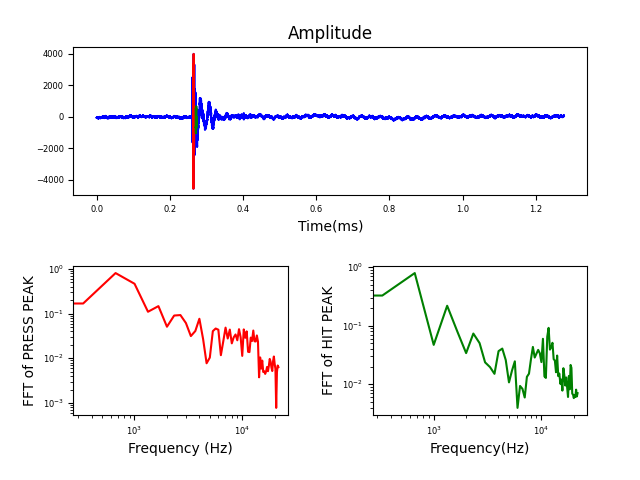 Amplitude
4000
2000
0
−2000
−4000
0.0 0.2 0.4 0.6 0.8 1.0 1.2
Time(ms)
FFT of PRESS PEAK
10⁰
10⁻¹
10⁻²
10⁻³
10³ 10⁴
Frequency (Hz)
FFT of HIT PEAK
10⁰
10⁻¹
10⁻²
10³ 10⁴
Frequency(Hz)